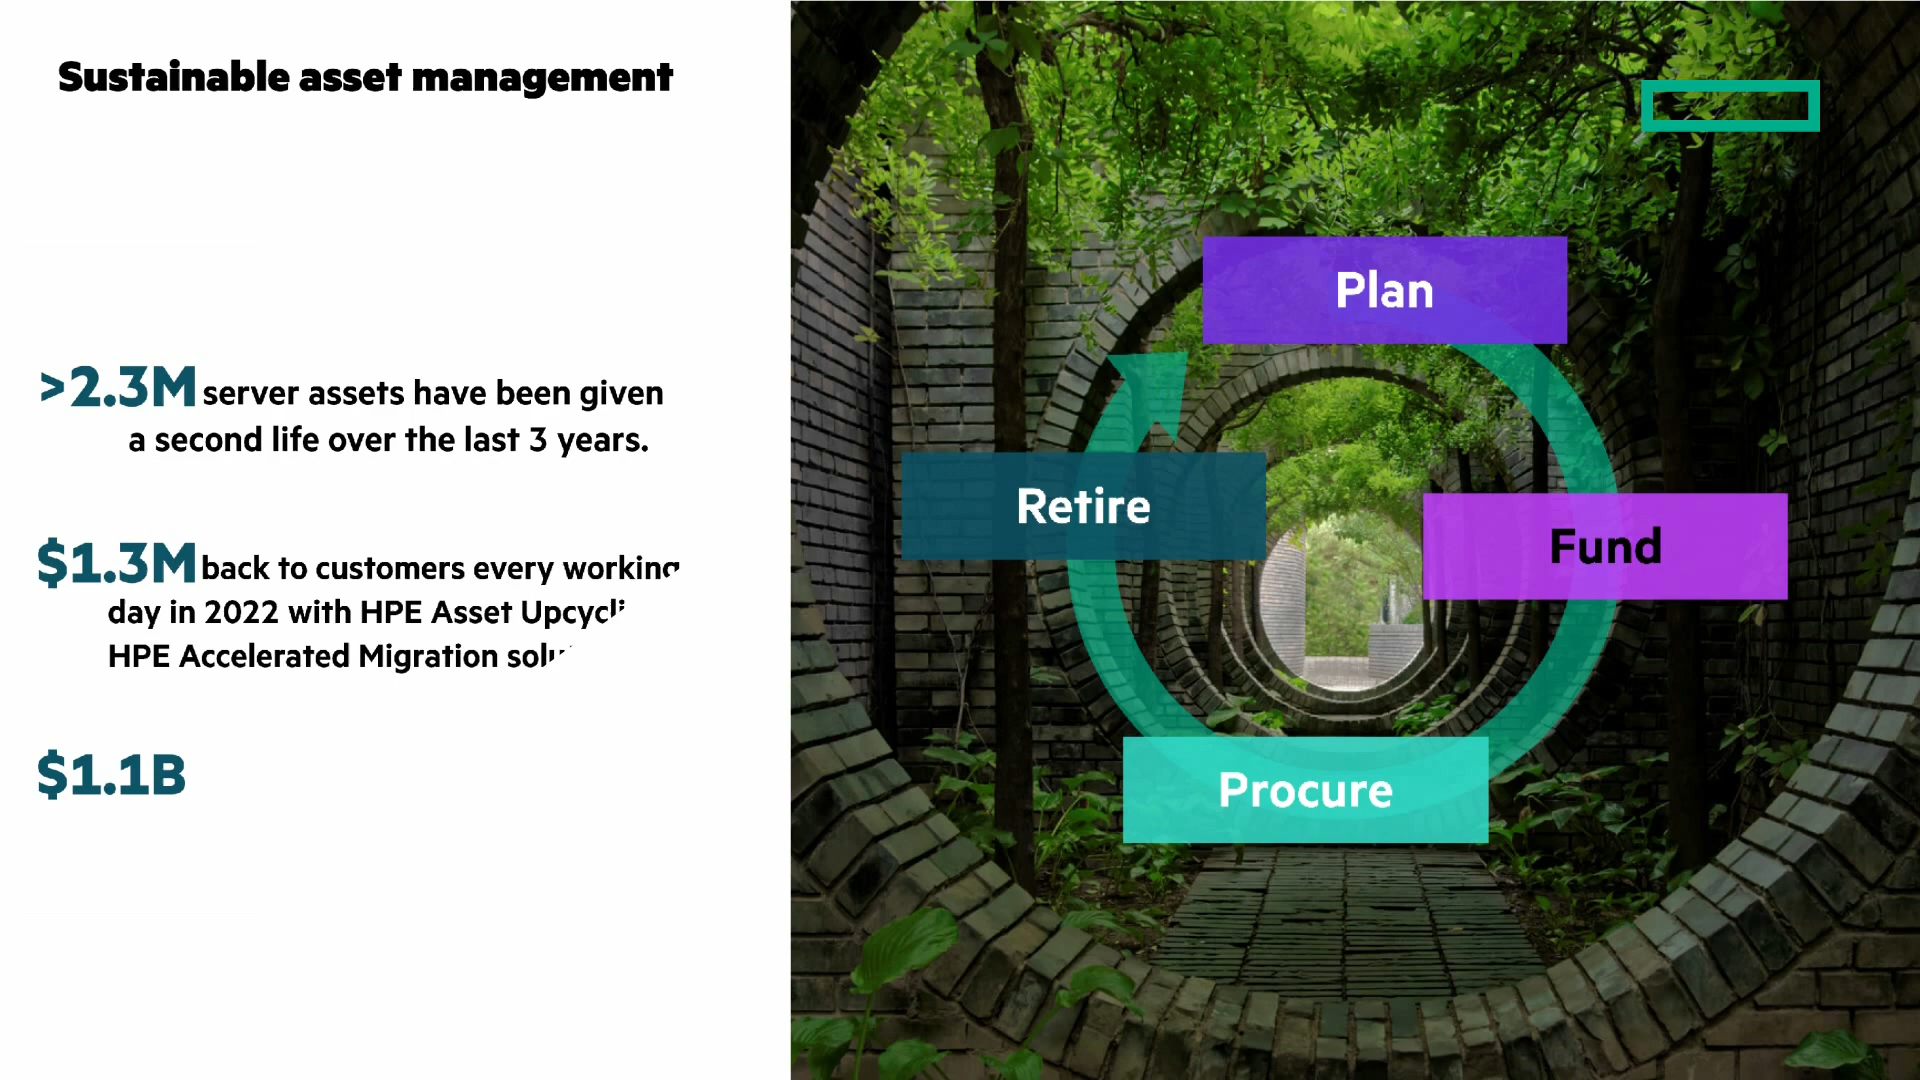 Sustainable asset management
>2.3M server assets have been given
a second life over the last 3 years.
$1.3M back to customers every working
day in 2022 with HPE Asset
HPE Accelerated Migration
$1.1B
Plan
Retire
Fund
Procure